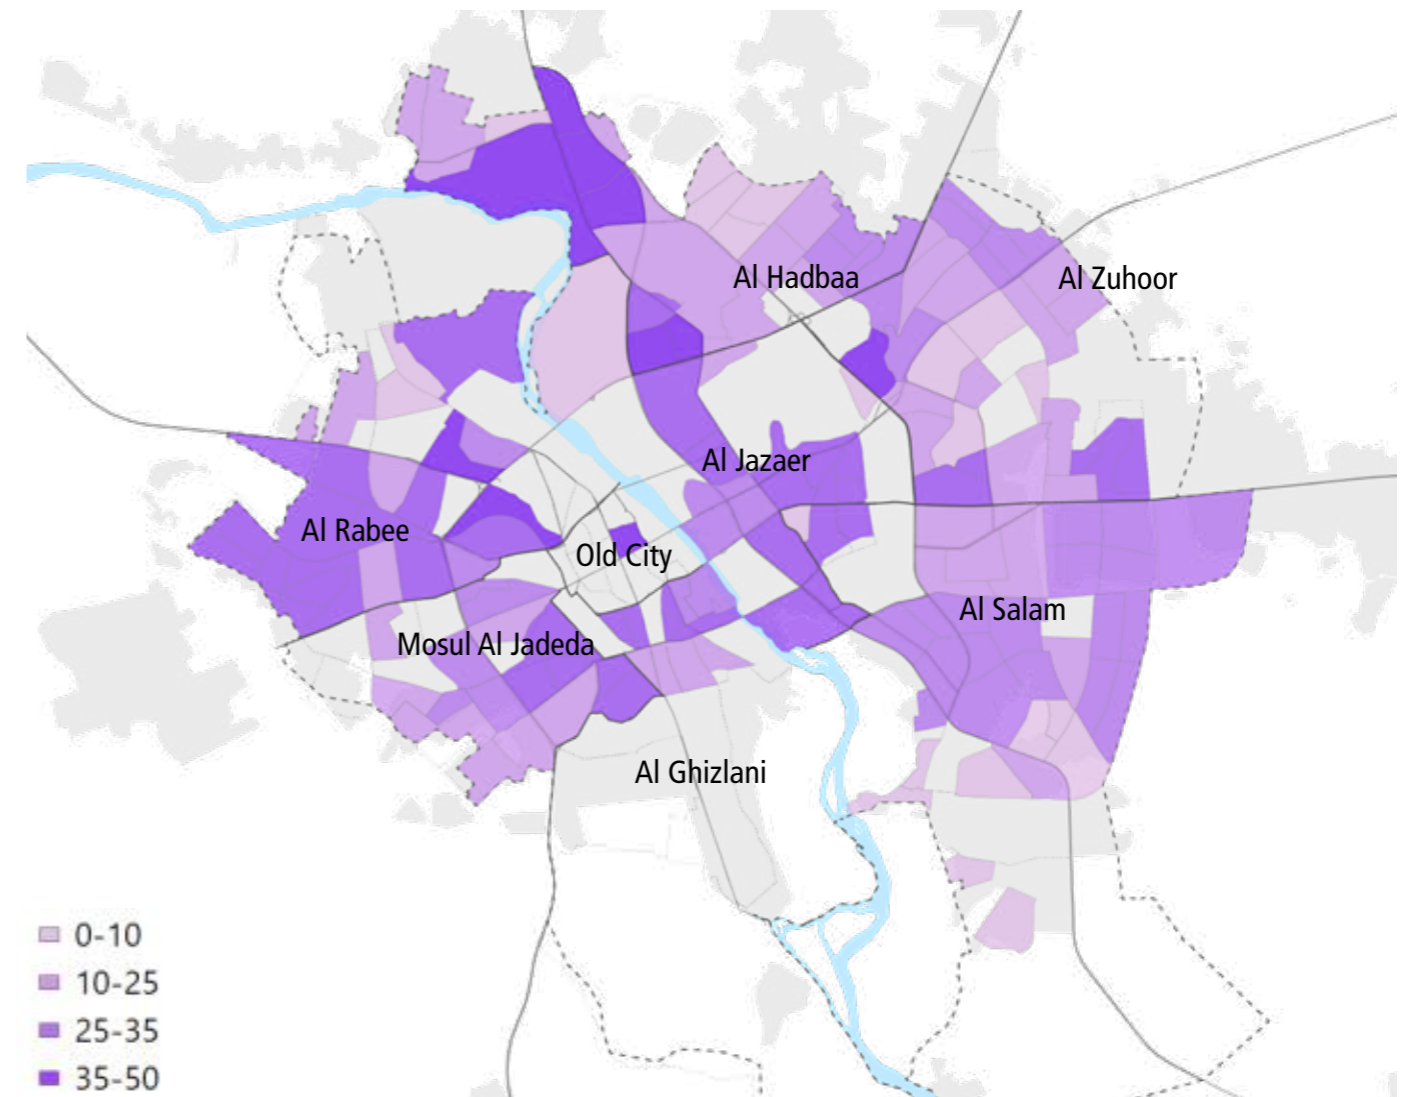 Al Hadbaa
Al Zuhoor
Al Jazaer
Al Rabee
Old City
Al Salam
Mosul Al Jadeda
Al Ghizlani
0-10
10-25
25-35
35-50